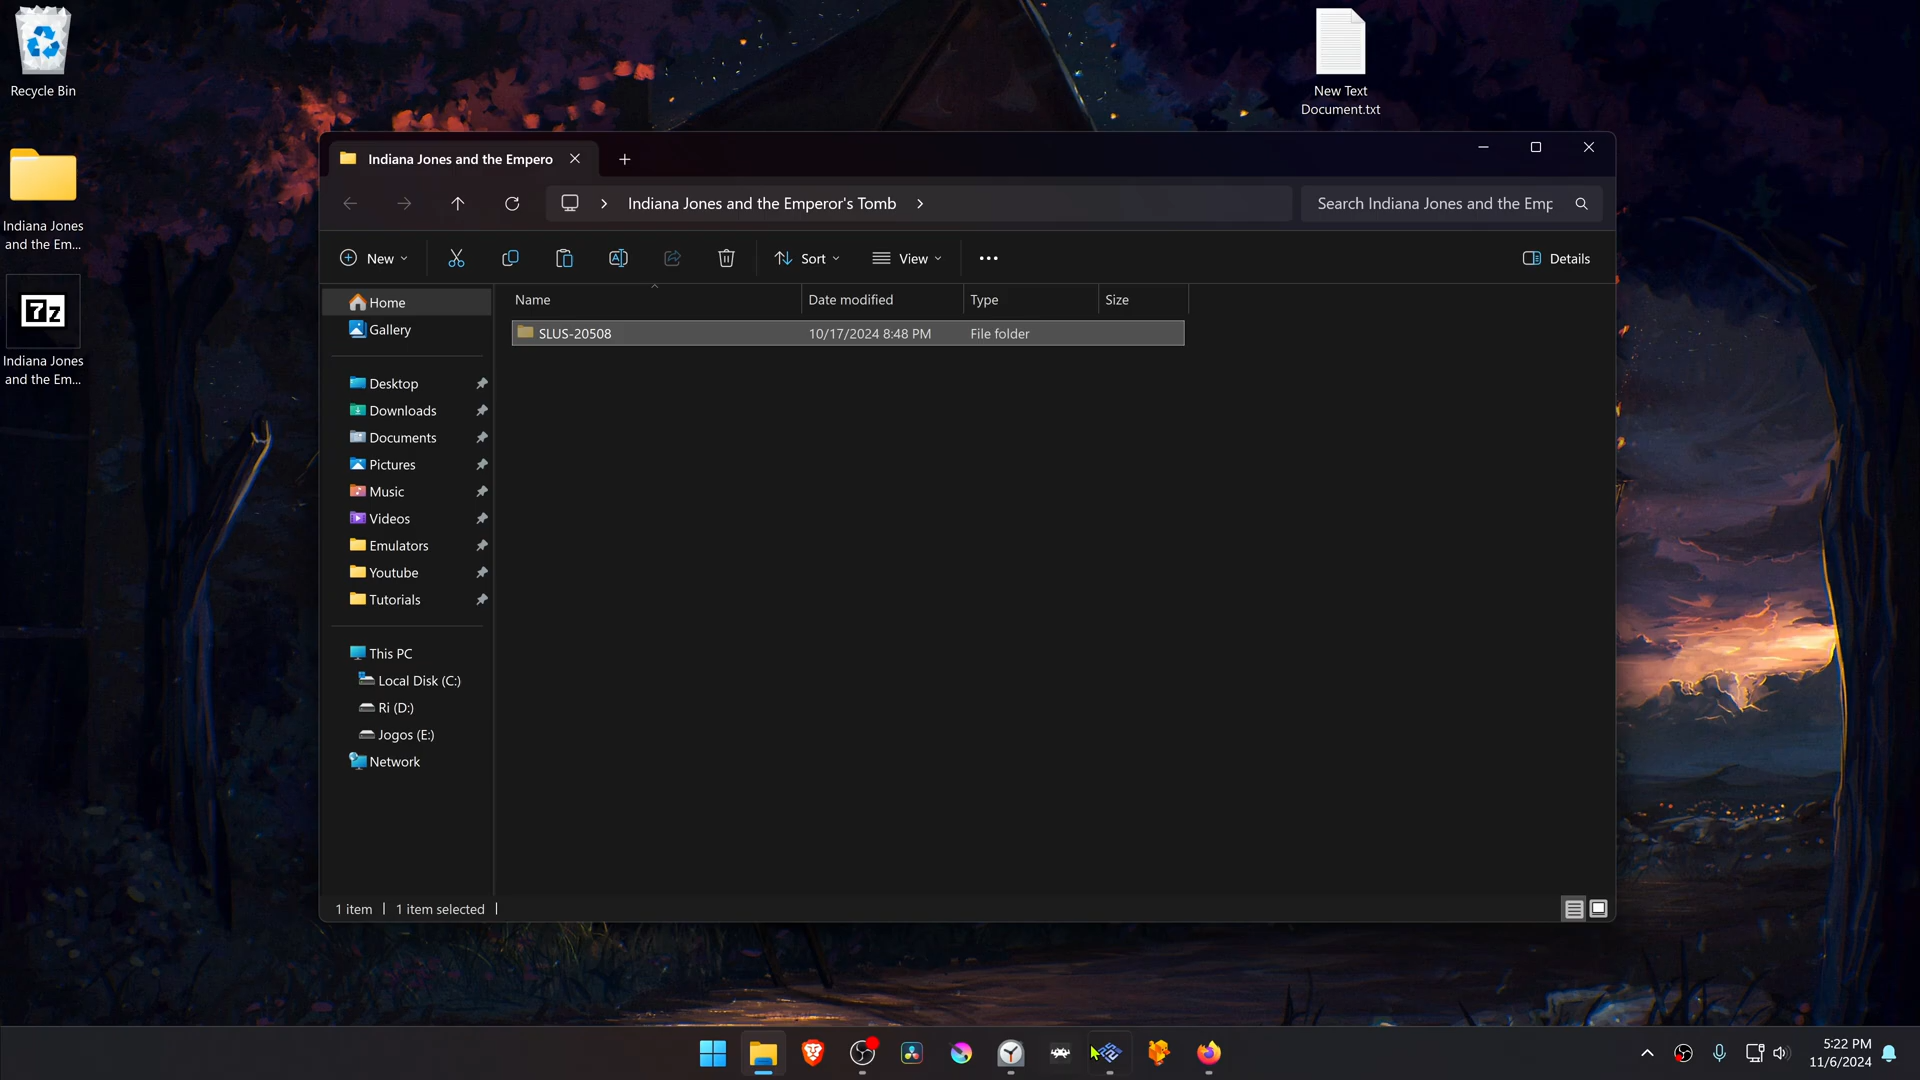 Recycle Bin
New Text
Document.txt
Indiana Jones
and the Em...
7z
Indiana Jones
and the Em...
Indiana Jones and the Empero
Indiana Jones and the Emperor's Tomb
Search Indiana Jones and the Emp
New
Sort
View
Details
Home
Gallery
Desktop
Downloads
Documents
Pictures
Music
Videos
Emulators
Youtube
Tutorials
This PC
Local Disk (C:)
Ri (D:)
Jogos (E:)
Network
Name Date modified Type Size
SLUS-20508 10/17/2024 8:48 PM File folder
1 item 1 item selected
5:22 PM
11/6/2024